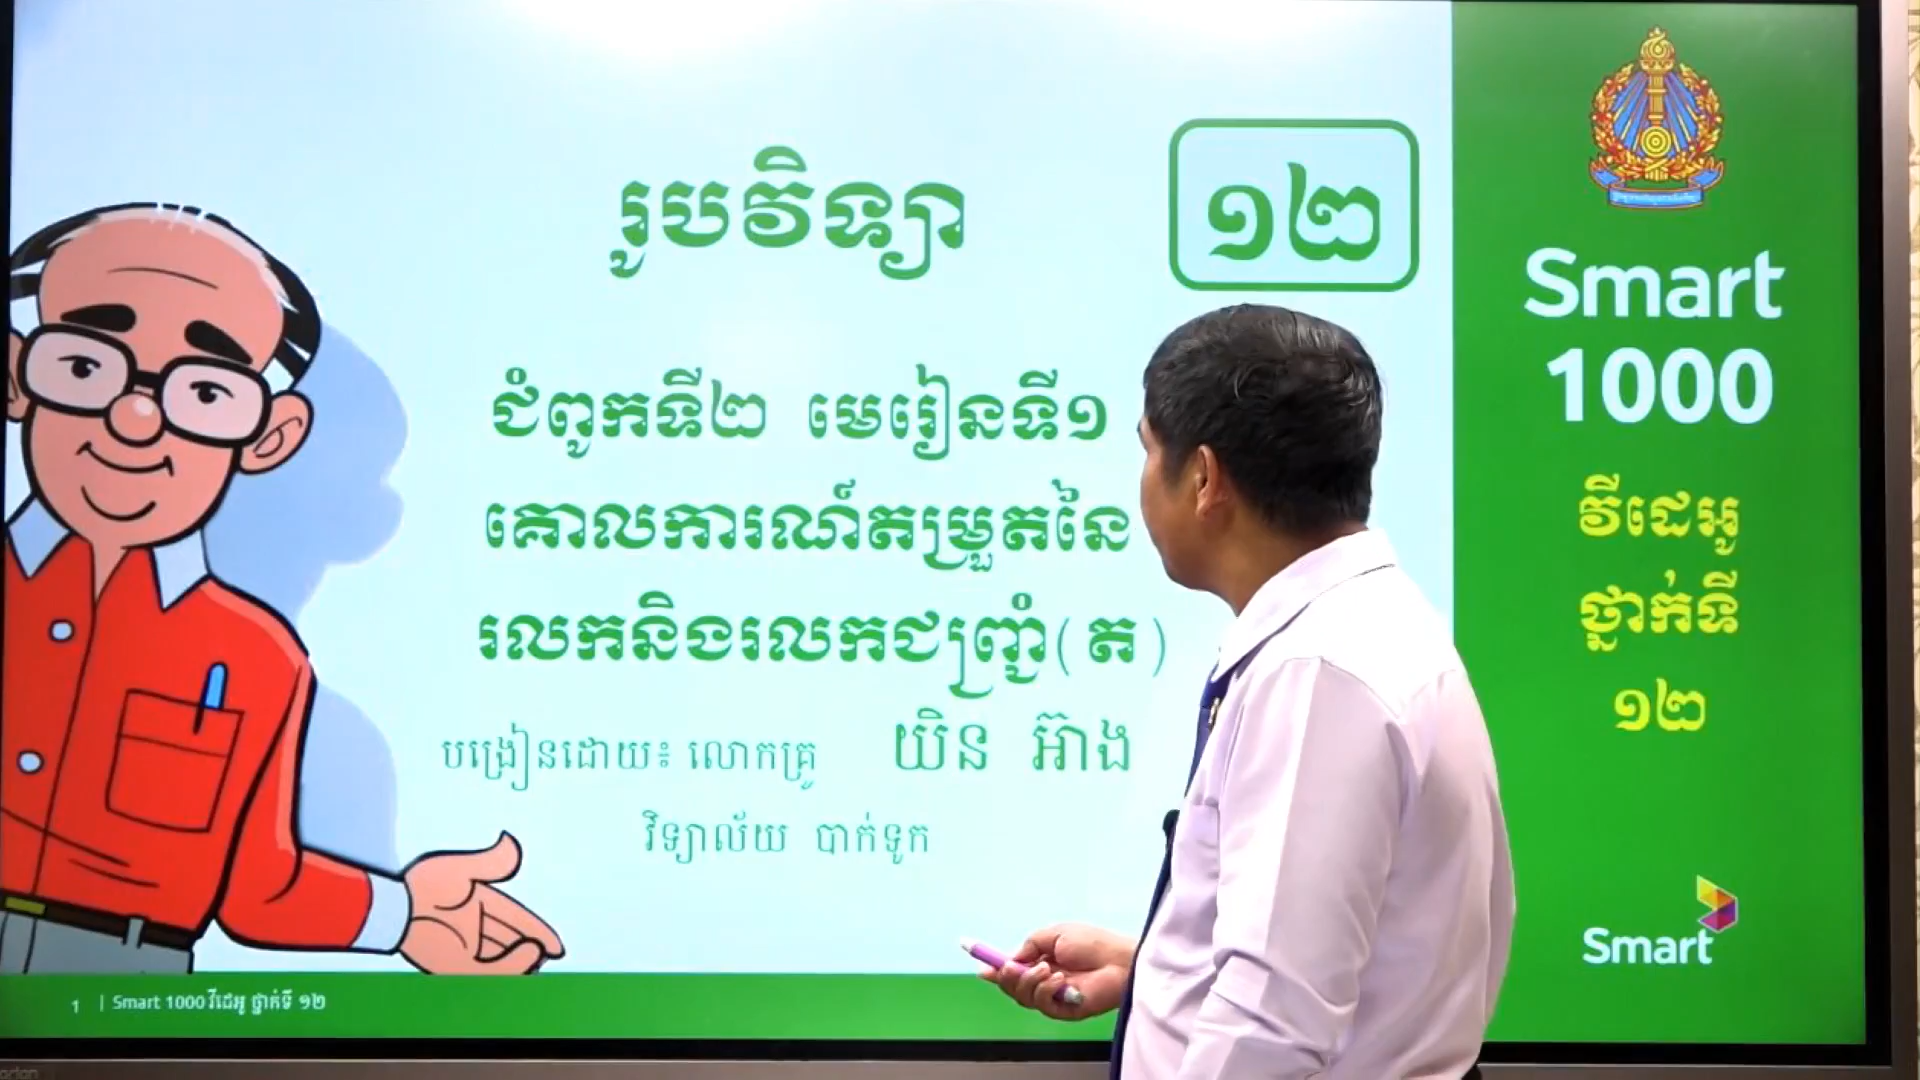 រូបវិទ្យា
១២
ជំពូកទី២ មេរៀនទី១
គោលការណ៍តម្រួតនៃ
រលកនិងរលកជញ្ជ្រំ(ត)
បង្រៀនដោយ៖ លោកគ្រូ យិន អ៊ាង
វិទ្យាល័យ បាក់ទូក
Smart
1000
វីដេអូ
ថ្នាក់ទី
១២
Smart
1 | Smart 1000 វីដេអូ ថ្នាក់ទី ១២